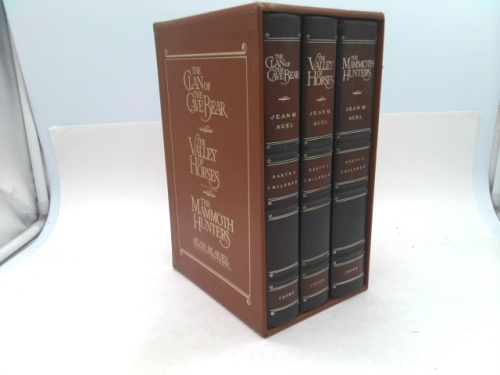 THE
CLAN OF
THE
CAVE BEAR
THE
VALLEY
OF
HORSES
THE
MAMMOTH
HUNTERS
JEAN M. AUEL
THE
CLAN OF
THE
CAVE BEAR
JEAN M.
AUEL
EARTH'S
CHILDREN
CROWN
THE
VALLEY
OF
HORSES
JEAN M.
AUEL
EARTH'S
CHILDREN
CROWN
THE
MAMMOTH
HUNTERS
JEAN M.
AUEL
EARTH'S
CHILDREN
CROWN